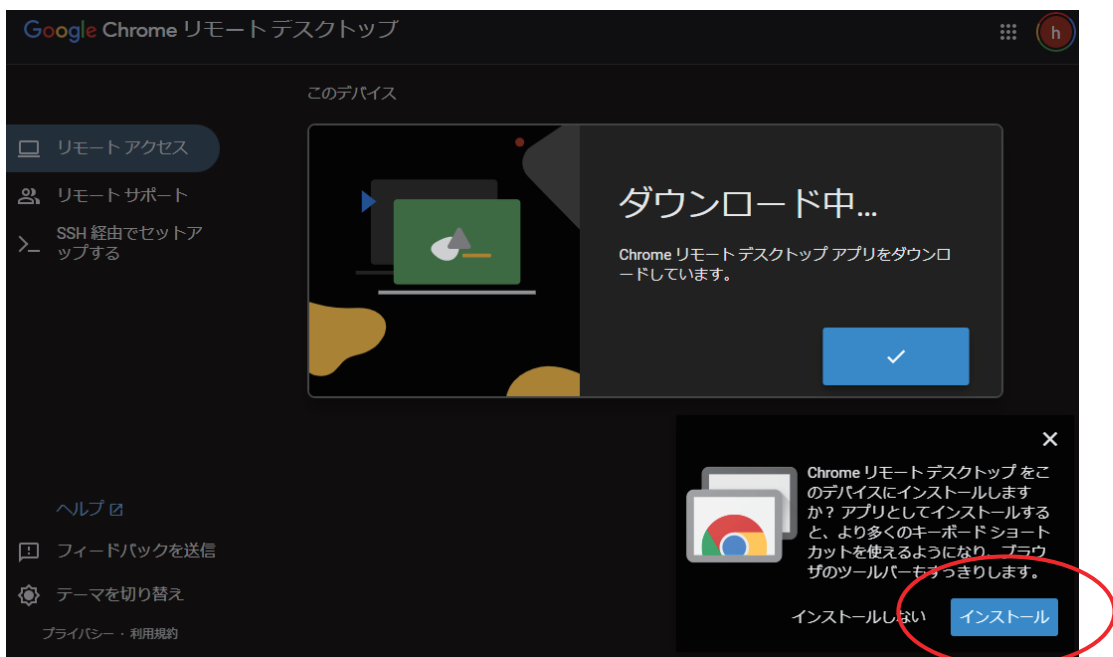 Google Chrome リモート デスクトップ
h
このデバイス
リモート アクセス
リモート サポート
SSH 経由でセットア
ップする
ダウンロード中...
Chrome リモート デスクトップ アプリをダウンロ
ードしています。
Chrome リモート デスクトップ をこ
のデバイスにインストールします
か？ アプリとしてインストールする
と、より多くのキーボード ショート
カットを使えるようになり、ブラウ
ザのツールバーもすっきりします。
インストールしない
インストール
ヘルプ
フィードバックを送信
テーマを切り替え
プライバシー・利用規約